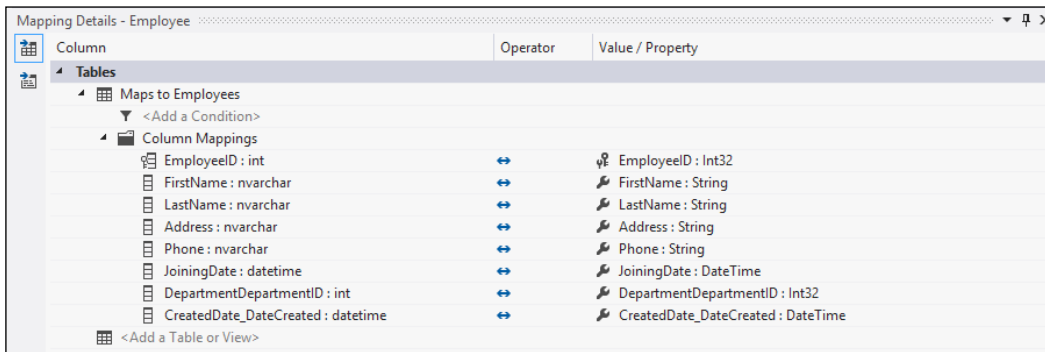 Mapping Details - Employee
Column Operator Value / Property
Tables
Maps to Employees
<Add a Condition>
Column Mappings
EmployeeID : int EmployeeID : Int32
FirstName : nvarchar FirstName : String
LastName : nvarchar LastName : String
Address : nvarchar Address : String
Phone : nvarchar Phone : String
JoiningDate : datetime JoiningDate : DateTime
DepartmentDepartmentID : int DepartmentDepartmentID : Int32
CreatedDate_DateCreated : datetime CreatedDate_DateCreated : DateTime
<Add a Table or View>